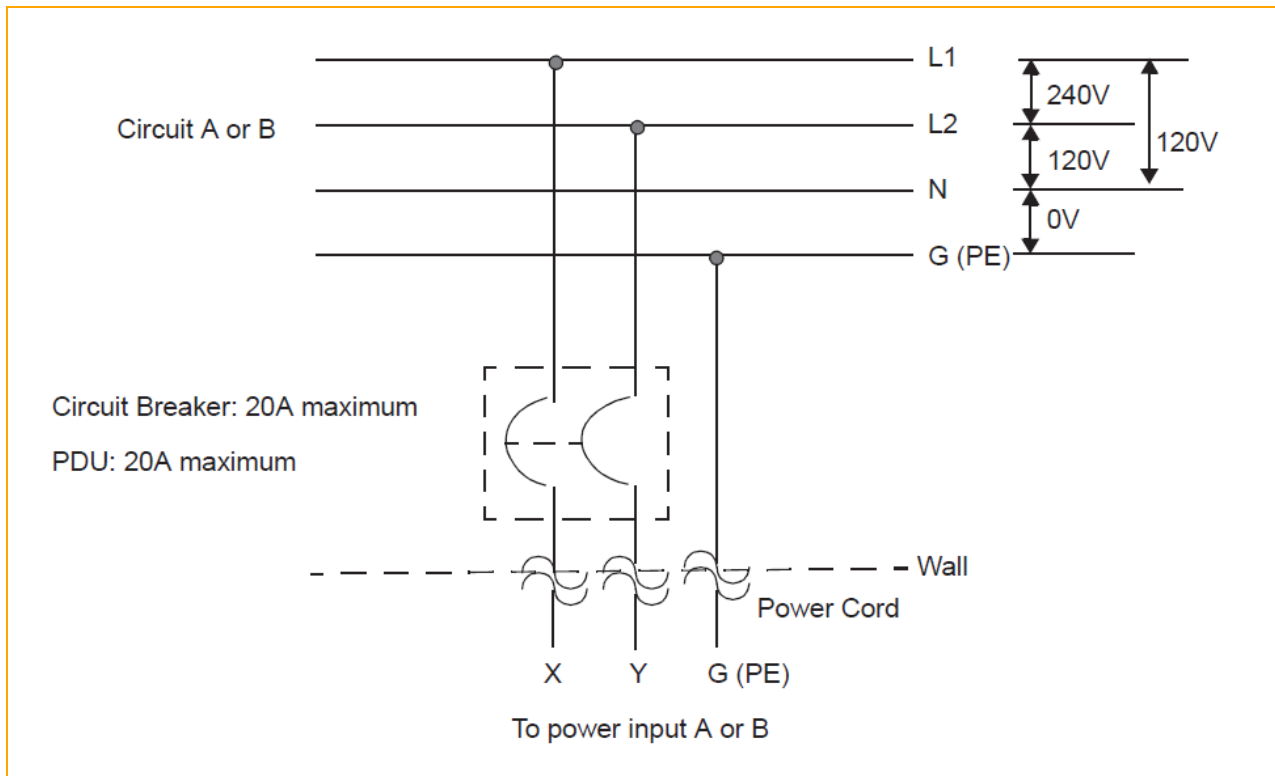 L1
240V
Circuit A or B
L2
120V
120V
N
0V
G (PE)
Circuit Breaker: 20A maximum
PDU: 20A maximum
Wall
Power Cord
X Y G (PE)
To power input A or B